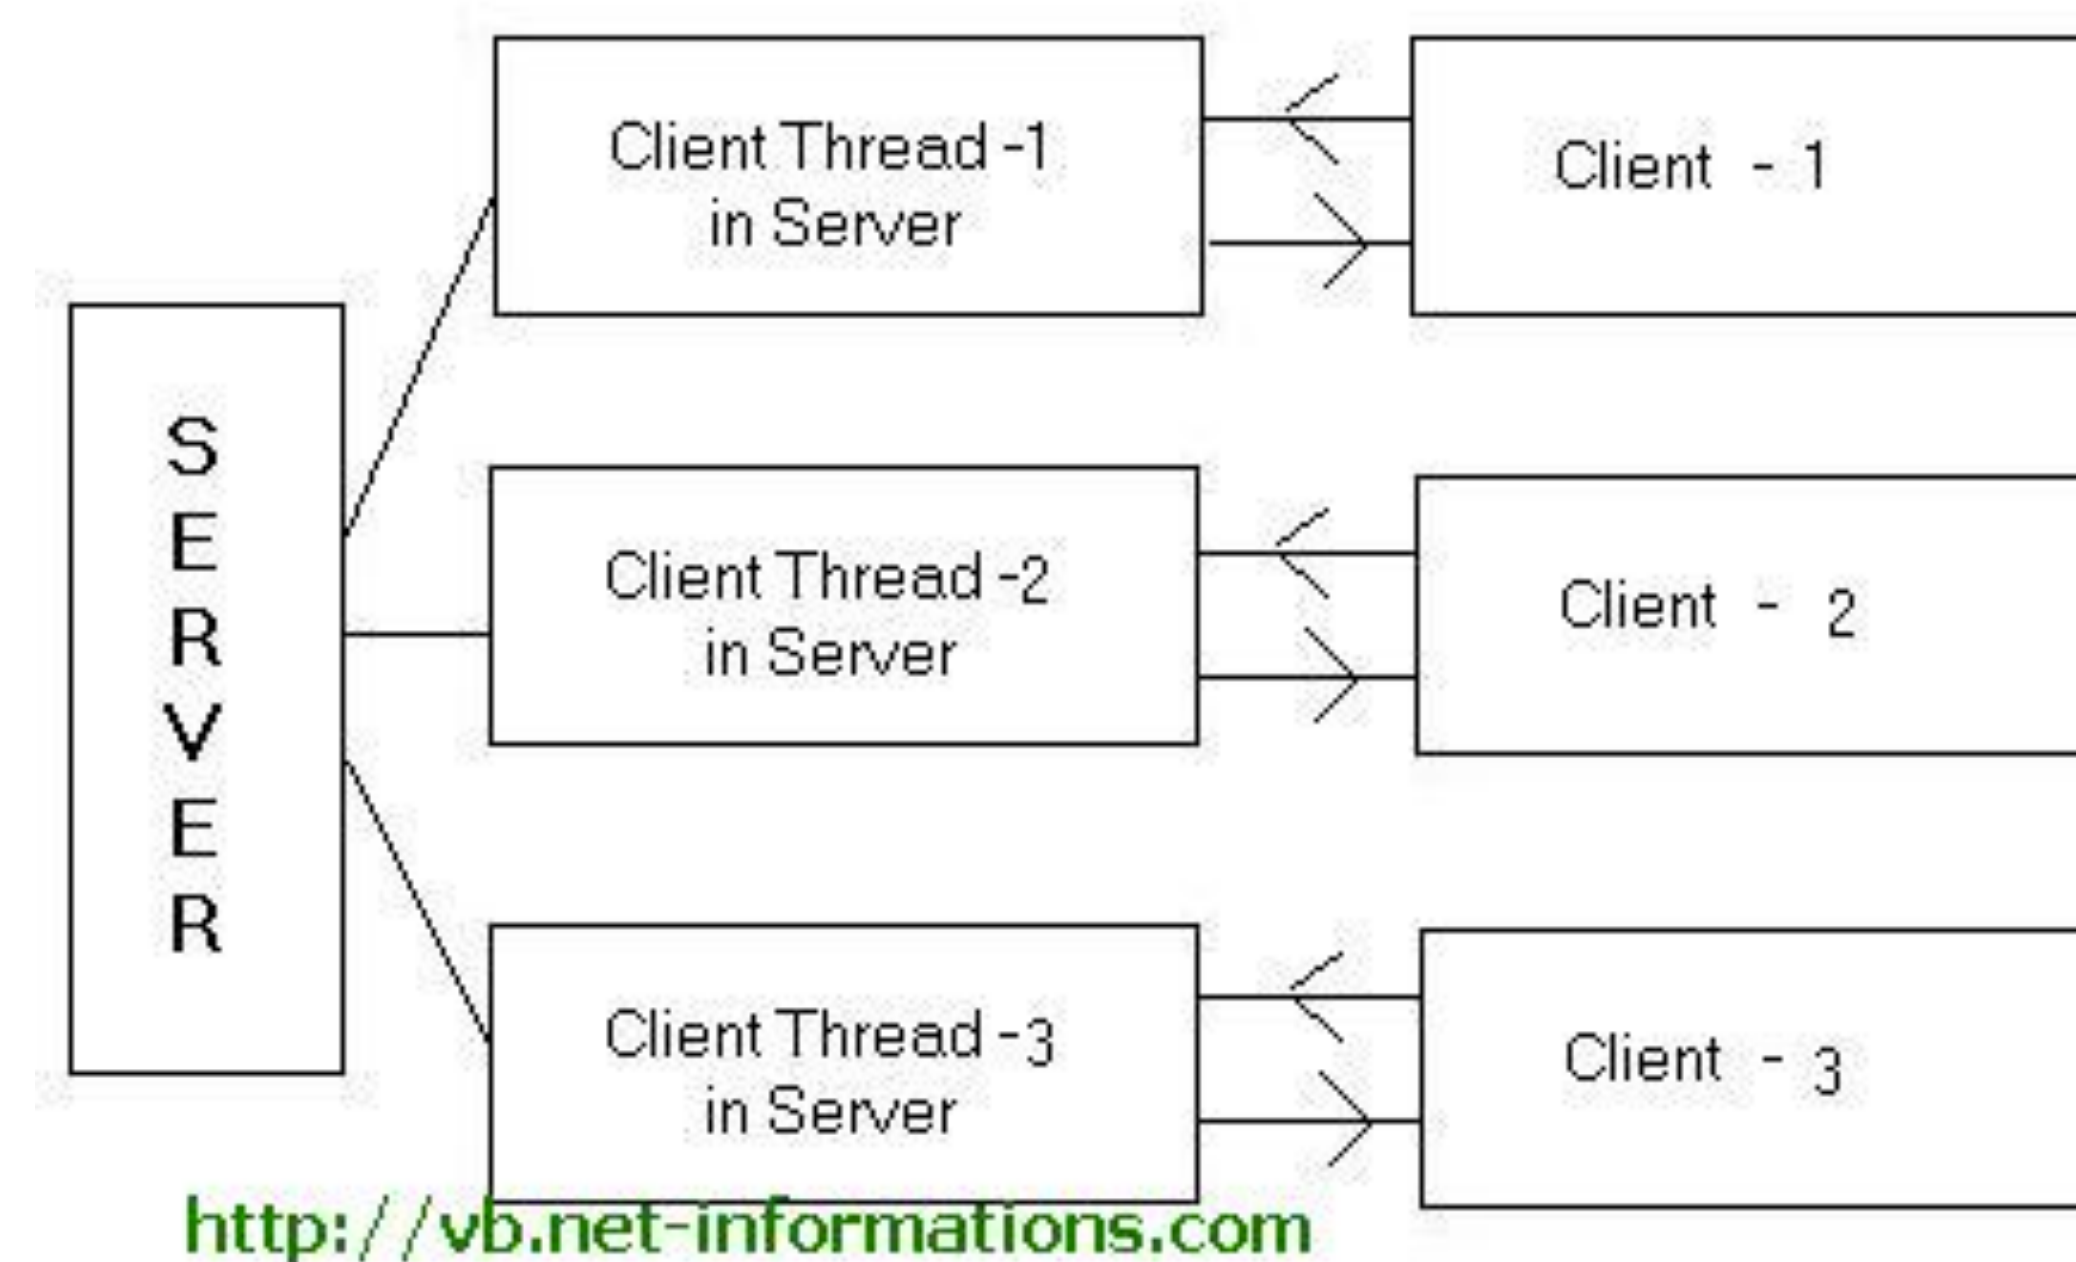 Client Thread -1
in Server
Client - 1
S
E
R
V
E
R
Client Thread -2
in Server
Client - 2
Client Thread -3
in Server
Client - 3
http://vb.net-informations.com